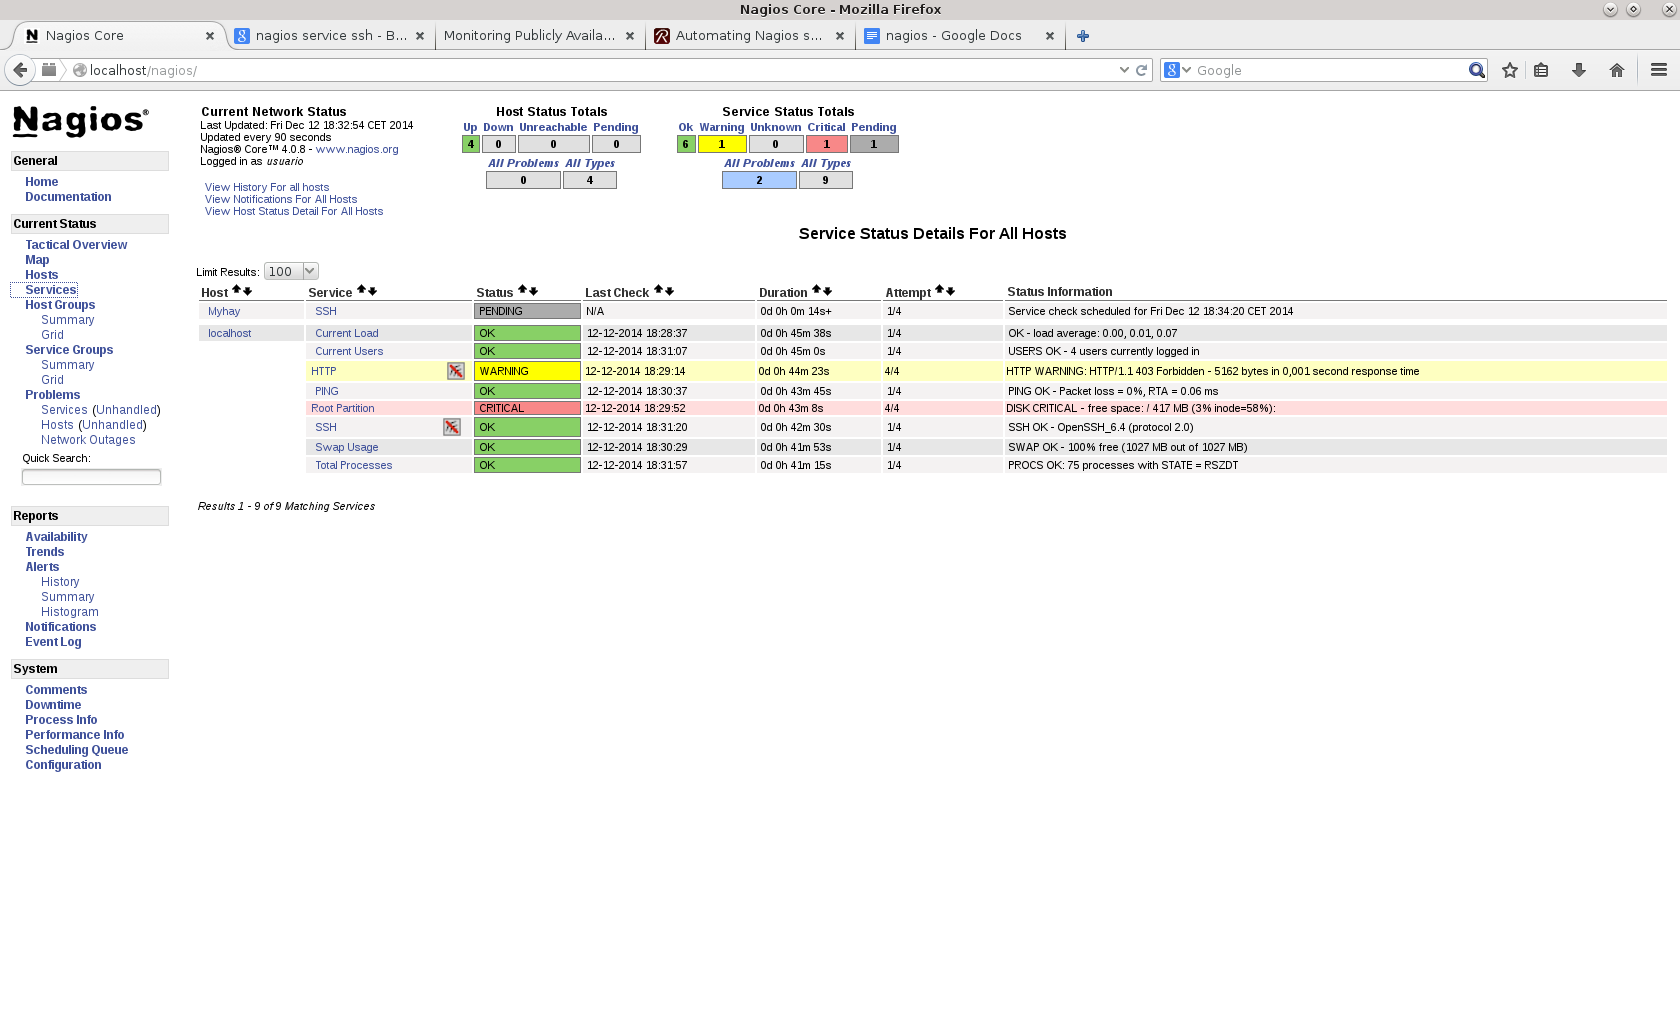 Nagios Core - Mozilla Firefox
Nagios Core
nagios service ssh - B...
Monitoring Publicly Availa...
Automating Nagios s...
nagios - Google Docs
localhost/nagios/
Google
Nagios®
General
Home
Documentation
Current Status
Tactical Overview
Map
Hosts
Services
Host Groups
Summary
Grid
Service Groups
Summary
Grid
Problems
Services (Unhandled)
Hosts (Unhandled)
Network Outages
Quick Search:
Reports
Availability
Trends
Alerts
History
Summary
Histogram
Notifications
Event Log
System
Comments
Downtime
Process Info
Performance Info
Scheduling Queue
Configuration
Current Network Status
Last Updated: Fri Dec 12 18:32:54 CET 2014
Updated every 90 seconds
Nagios® Core™ 4.0.8 - www.nagios.org
Logged in as usuario
View History For all hosts
View Notifications For All Hosts
View Host Status Detail For All Hosts
Host Status Totals
Up Down Unreachable Pending
4 0 0 0
All Problems All Types
0 4
Service Status Totals
Ok Warning Unknown Critical Pending
6 1 0 1 1
All Problems All Types
2 9
Service Status Details For All Hosts
Limit Results: 100
Host Service Status Last Check Duration Attempt Status Information
Myhay SSH PENDING N/A 0d 0h 0m 14s+ 1/4 Service check scheduled for Fri Dec 12 18:34:20 CET 2014
localhost Current Load OK 12-12-2014 18:28:37 0d 0h 45m 38s 1/4 OK - load average: 0.00, 0.01, 0.07
Current Users OK 12-12-2014 18:31:07 0d 0h 45m 0s 1/4 USERS OK - 4 users currently logged in
HTTP WARNING 12-12-2014 18:29:14 0d 0h 44m 23s 4/4 HTTP WARNING: HTTP/1.1 403 Forbidden - 5162 bytes in 0,001 second response time
PING OK 12-12-2014 18:30:37 0d 0h 43m 45s 1/4 PING OK - Packet loss = 0%, RTA = 0.06 ms
Root Partition CRITICAL 12-12-2014 18:29:52 0d 0h 43m 8s 4/4 DISK CRITICAL - free space: / 417 MB (3% inode=58%):
SSH OK 12-12-2014 18:31:20 0d 0h 42m 30s 1/4 SSH OK - OpenSSH_6.4 (protocol 2.0)
Swap Usage OK 12-12-2014 18:30:29 0d 0h 41m 53s 1/4 SWAP OK - 100% free (1027 MB out of 1027 MB)
Total Processes OK 12-12-2014 18:31:57 0d 0h 41m 15s 1/4 PROCS OK: 75 processes with STATE = RSZDT
Results 1 - 9 of 9 Matching Services